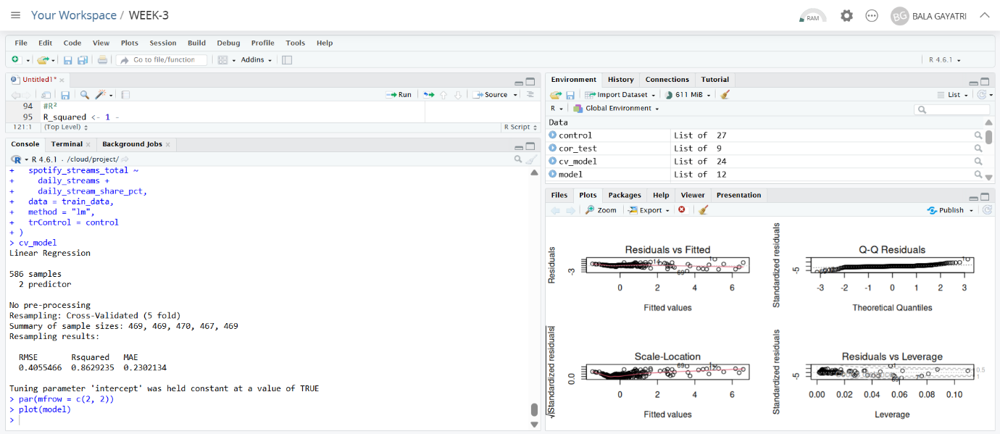 Your Workspace / WEEK-3
RAM
BG BALA GAYATRI
File Edit Code View Plots Session Build Debug Profile Tools Help
Go to file/function
Addins
R 4.6.1
Untitled1*
Run
Source
94 #R²
95 R_squared <- 1 -
121:1 (Top Level)
R Script
Console Terminal Background Jobs
R 4.6.1 · /cloud/project/
+ spotify_streams_total ~
+ daily_streams +
+ daily_stream_share_pct,
+ data = train_data,
+ method = "lm",
+ trControl = control
+ )
> cv_model
Linear Regression
586 samples
2 predictor
No pre-processing
Resampling: Cross-Validated (5 fold)
Summary of sample sizes: 469, 469, 470, 467, 469
Resampling results:
RMSE Rsquared MAE
0.4055466 0.8629235 0.2302134
Tuning parameter 'intercept' was held constant at a value of TRUE
> par(mfrow = c(2, 2))
> plot(model)
>
Environment History Connections Tutorial
Import Dataset 611 MiB List
R Global Environment
Data
control List of 27
cor_test List of 9
cv_model List of 24
model List of 12
Files Plots Packages Help Viewer Presentation
Zoom Export Publish
Residuals vs Fitted
Residuals
-3
0 2 4 6
Fitted values
Q-Q Residuals
Standardized residuals
-5
-3 -2 -1 0 1 2 3
Theoretical Quantiles
Scale-Location
√|Standardized residuals|
0.0
0 2 4 6
Fitted values
Residuals vs Leverage
Standardized residuals
-5
0.5
1
0.00 0.02 0.04 0.06 0.08 0.10
Leverage